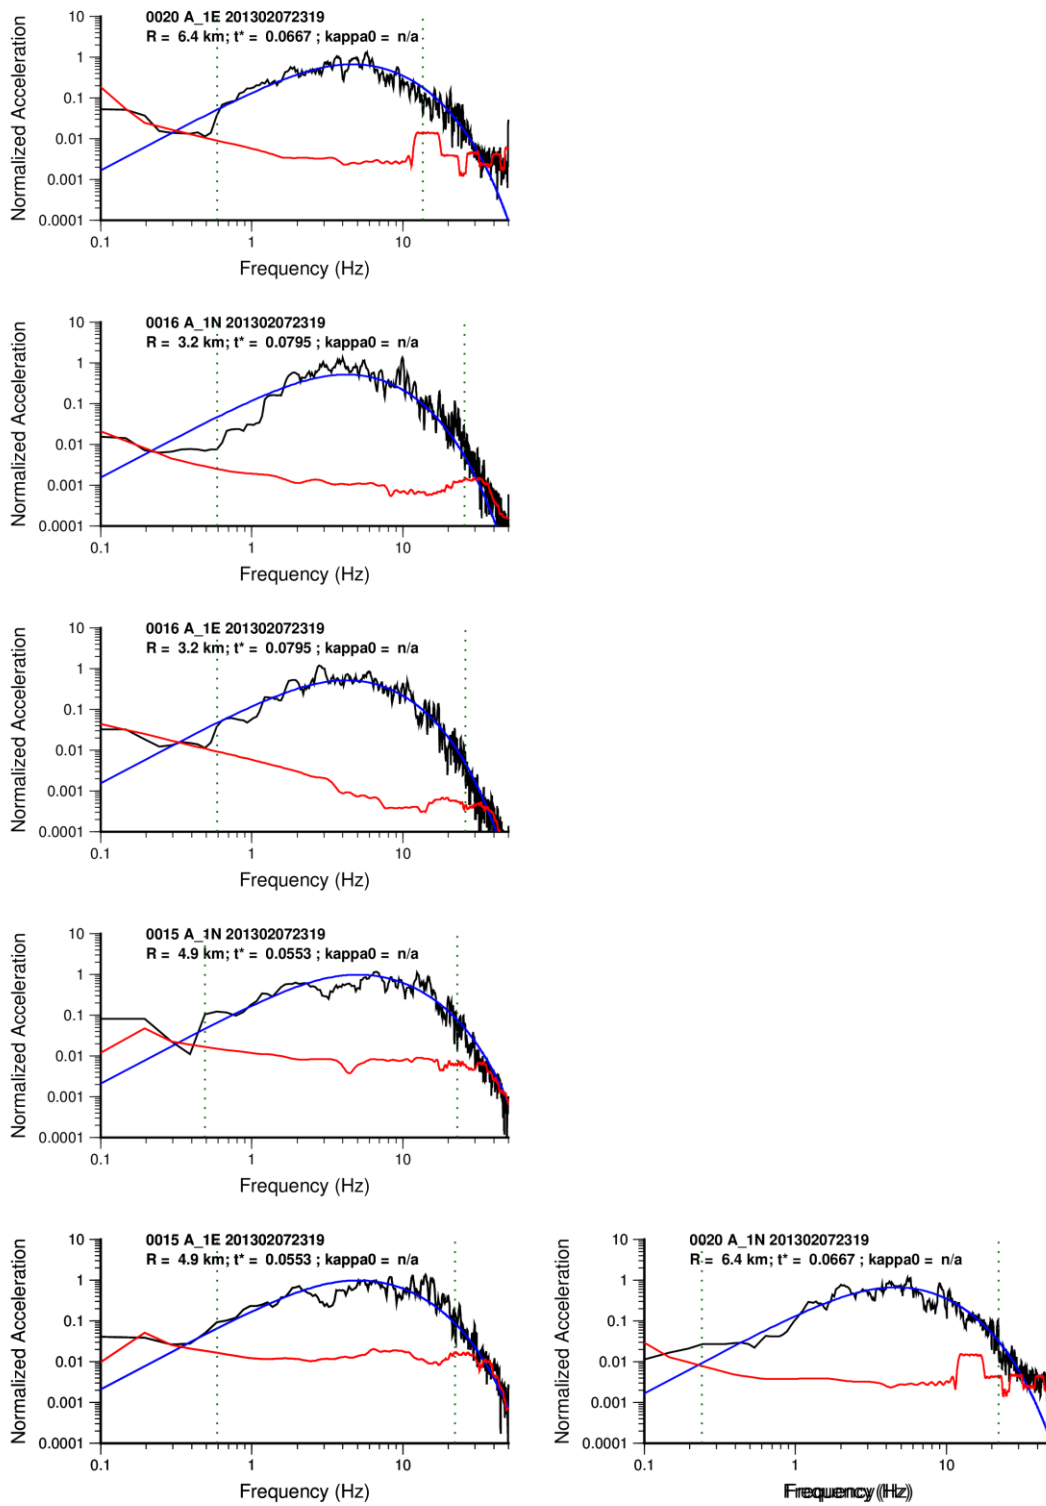 0020 A_1E 201302072319
R = 6.4 km; t* = 0.0667 ; kappa0 = n/a
Normalized Acceleration
10
1
0.1
0.01
0.001
0.0001
0.1 1 10
Frequency (Hz)
0016 A_1N 201302072319
R = 3.2 km; t* = 0.0795 ; kappa0 = n/a
Normalized Acceleration
10
1
0.1
0.01
0.001
0.0001
0.1 1 10
Frequency (Hz)
0016 A_1E 201302072319
R = 3.2 km; t* = 0.0795 ; kappa0 = n/a
Normalized Acceleration
10
1
0.1
0.01
0.001
0.0001
0.1 1 10
Frequency (Hz)
0015 A_1N 201302072319
R = 4.9 km; t* = 0.0553 ; kappa0 = n/a
Normalized Acceleration
10
1
0.1
0.01
0.001
0.0001
0.1 1 10
Frequency (Hz)
0015 A_1E 201302072319
R = 4.9 km; t* = 0.0553 ; kappa0 = n/a
Normalized Acceleration
10
1
0.1
0.01
0.001
0.0001
0.1 1 10
Frequency (Hz)
0020 A_1N 201302072319
R = 6.4 km; t* = 0.0667 ; kappa0 = n/a
Normalized Acceleration
10
1
0.1
0.01
0.001
0.0001
0.1 1 10
Frequency (Hz)